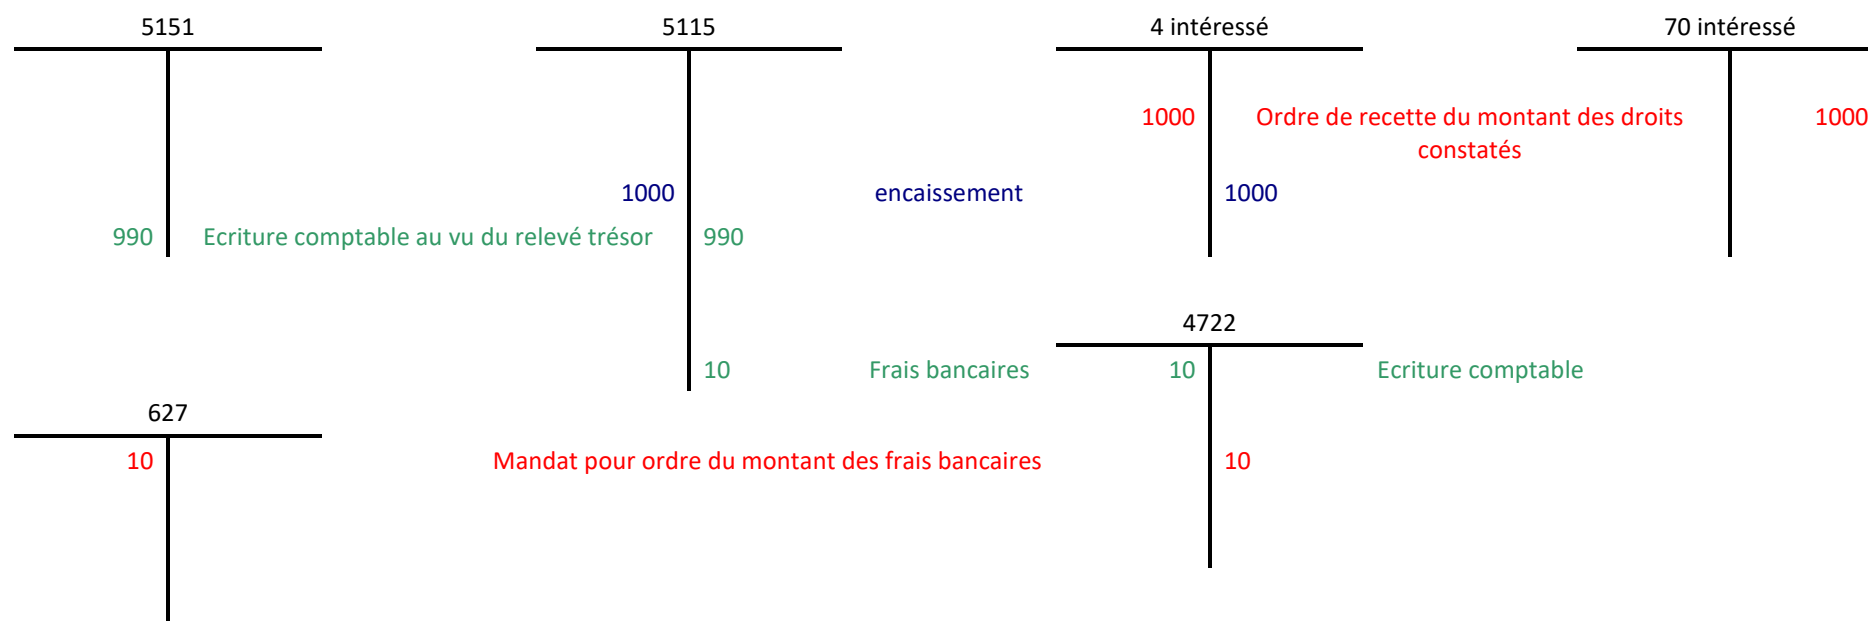 5151 5115 4 intéressé 70 intéressé
1000 Ordre de recette du montant des droits 1000
constatés
1000 encaissement 1000
990 Ecriture comptable au vu du relevé trésor 990
4722
10 Frais bancaires 10 Ecriture comptable
627
10 Mandat pour ordre du montant des frais bancaires 10